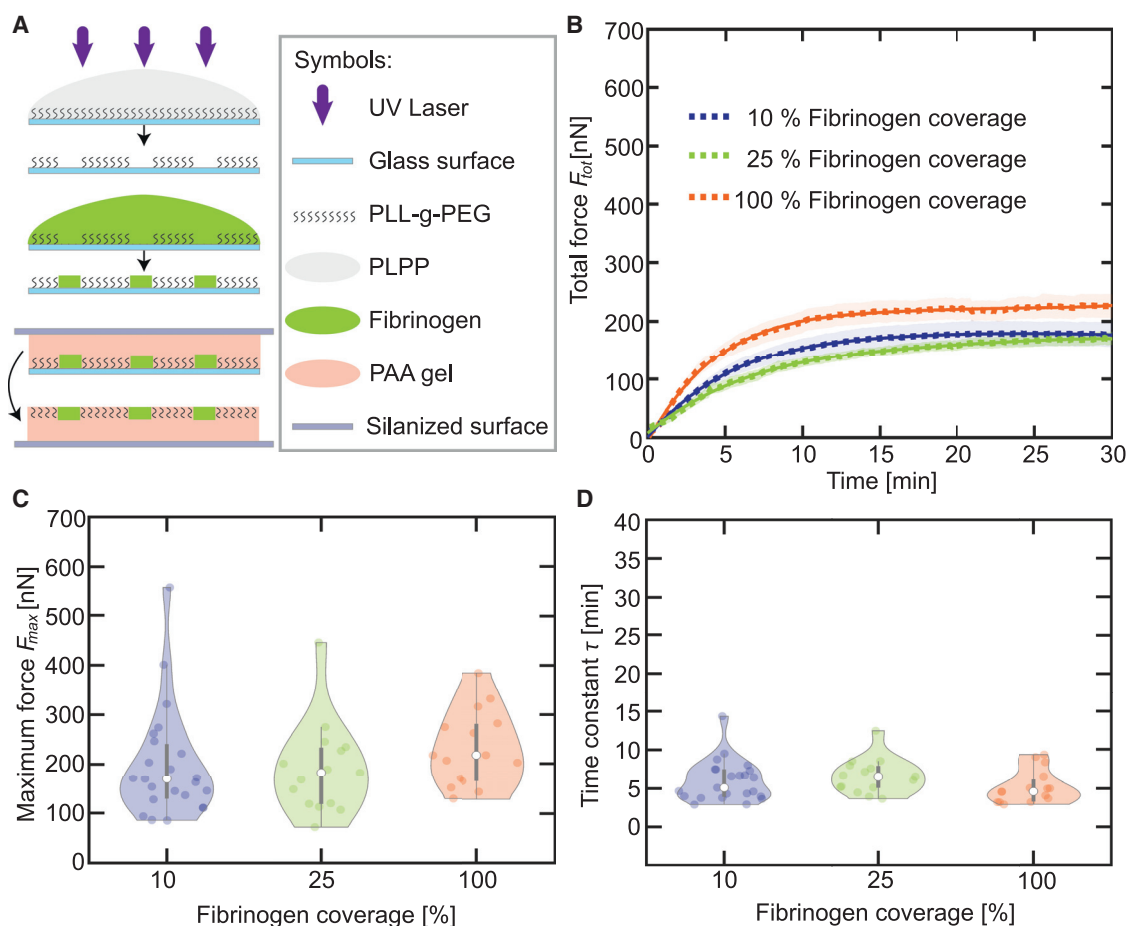 A
Symbols:
UV Laser
Glass surface
PLL-g-PEG
PLPP
Fibrinogen
PAA gel
Silanized surface
B
Total force F_tot [nN]
700
600
500
400
300
200
100
0
10 % Fibrinogen coverage
25 % Fibrinogen coverage
100 % Fibrinogen coverage
0 5 10 15 20 25 30
Time [min]
C
Maximum force F_max [nN]
700
600
500
400
300
200
100
0
10 25 100
Fibrinogen coverage [%]
D
Time constant τ [min]
40
35
30
25
20
15
10
5
0
10 25 100
Fibrinogen coverage [%]